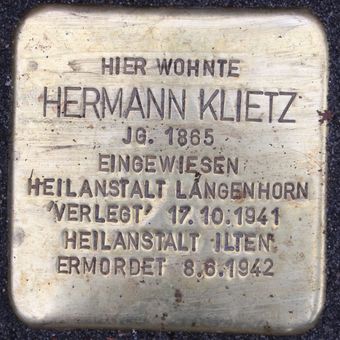 HIER WOHNTE
HERMANN KLIETZ
JG. 1865
EINGEWIESEN
HEILANSTALT LANGENHORN
'VERLEGT' 17.10.1941
HEILANSTALT ILTEN
ERMORDET 8.6.1942